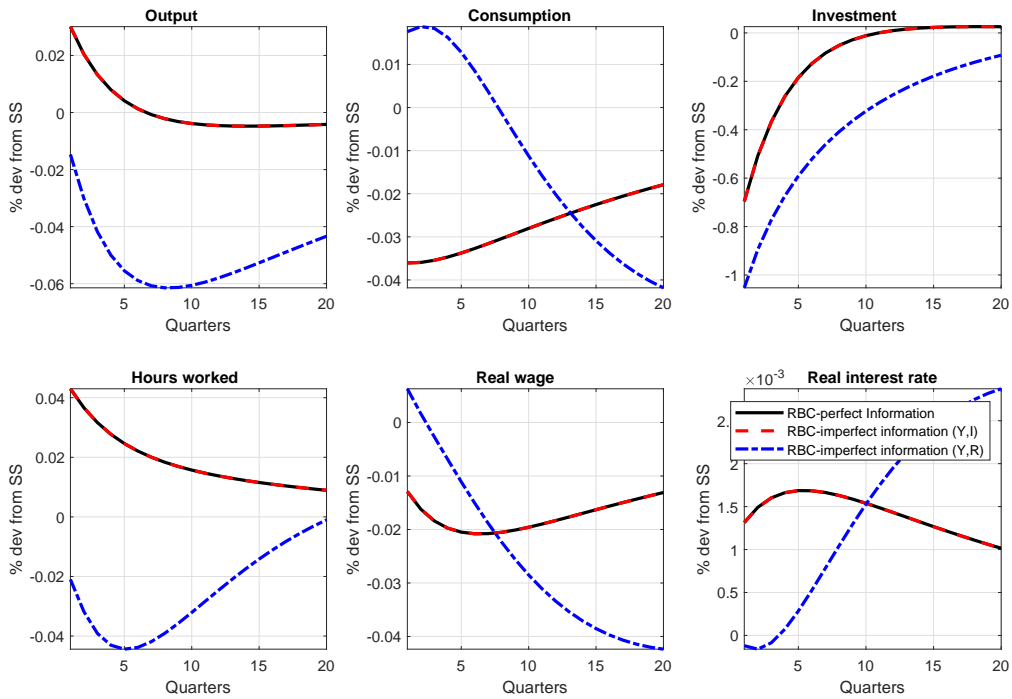 Output
% dev from SS
0.02
0
-0.02
-0.04
-0.06
5
10
15
20
Quarters
Consumption
% dev from SS
0.01
0
-0.01
-0.02
-0.03
-0.04
5
10
15
20
Quarters
Investment
% dev from SS
0
-0.2
-0.4
-0.6
-0.8
-1
5
10
15
20
Quarters
Hours worked
% dev from SS
0.04
0.02
0
-0.02
-0.04
5
10
15
20
Quarters
Real wage
% dev from SS
0
-0.01
-0.02
-0.03
-0.04
5
10
15
20
Quarters
Real interest rate
×10⁻³
% dev from SS
2
1.5
1
0.5
0
5
10
15
20
Quarters
RBC-perfect Information
RBC-imperfect information (Y,I)
RBC-imperfect information (Y,R)